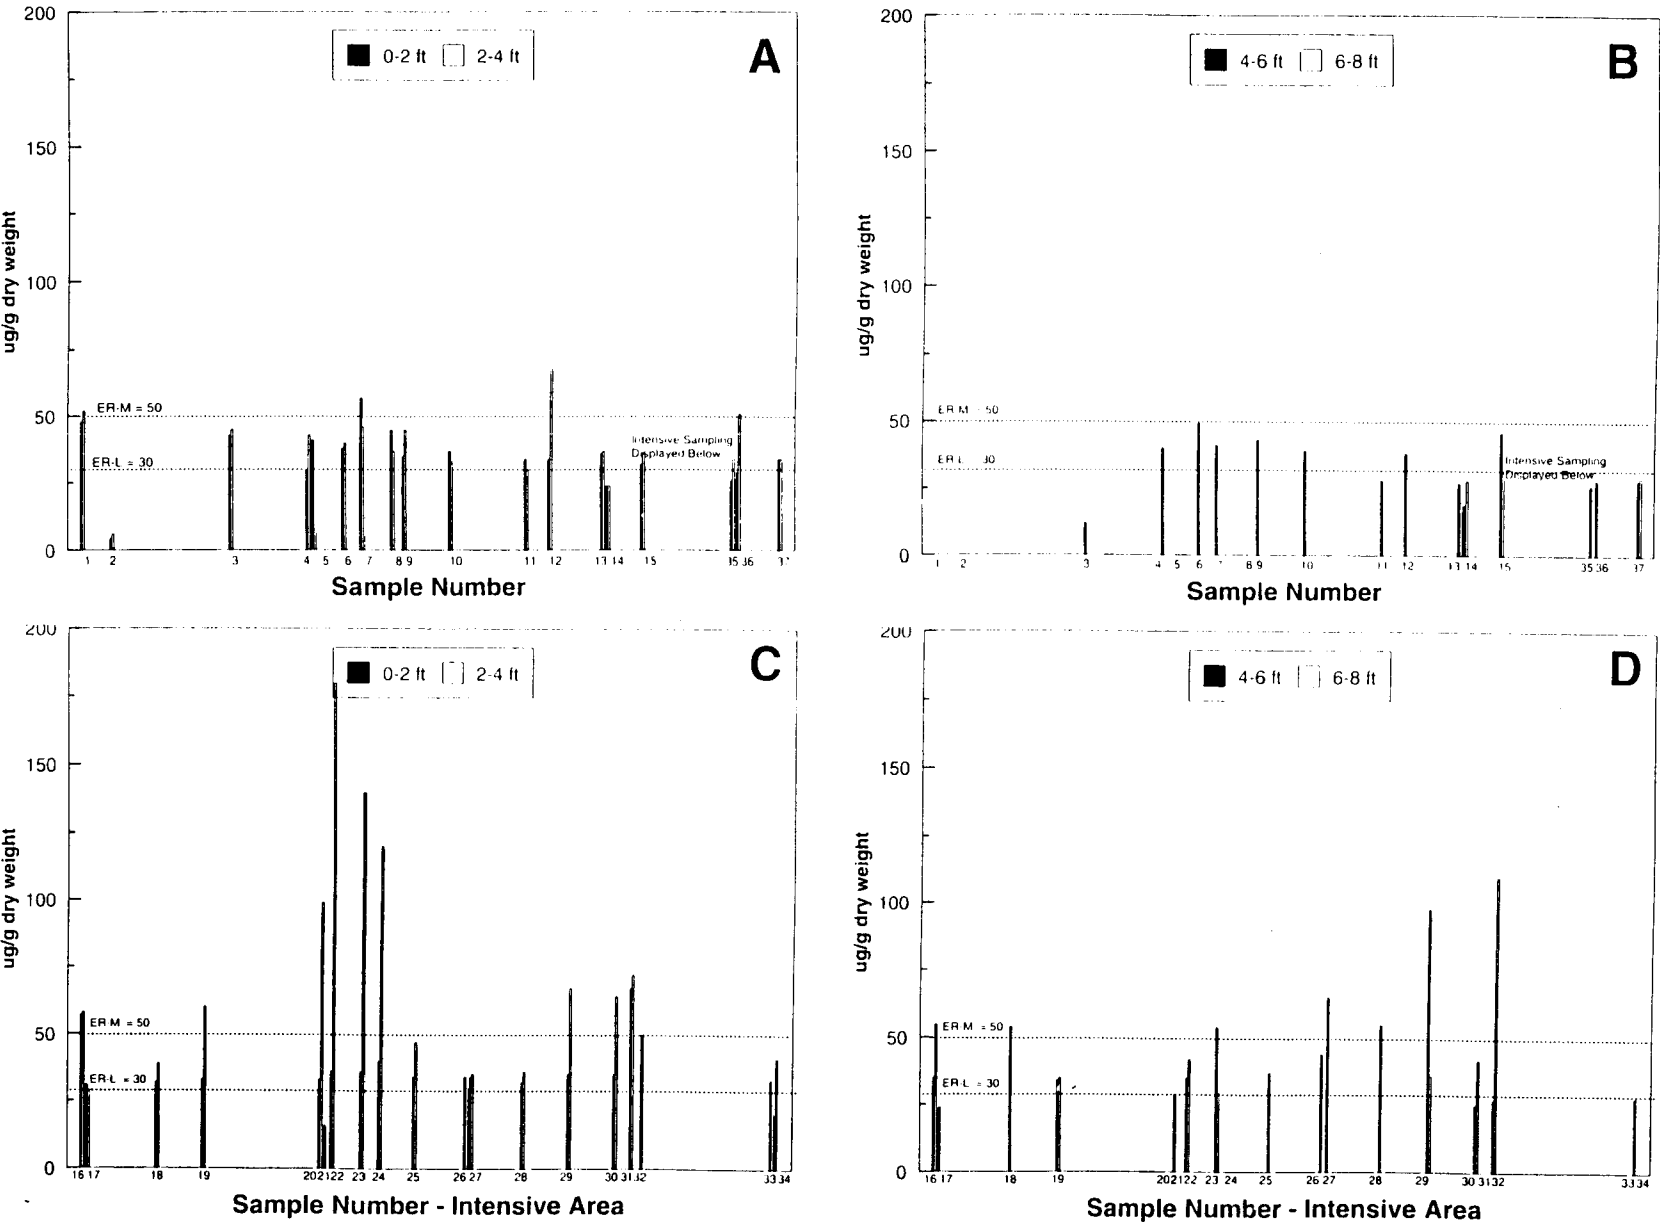 A
0-2 ft 2-4 ft
200
150
100
50
0
ug/g dry weight
ER-M = 50
ER-L = 30
Intensive Sampling
Displayed Below
1 2 3 4 5 6 7 8 9 10 11 12 13 14 15 35 36
Sample Number
B
4-6 ft 6-8 ft
200
150
100
50
0
ug/g dry weight
ER M - 50
ER L 30
Intensive Sampling
Displayed Below
1 2 3 4 5 6 8 9 10 11 12 13 14 15 35 36 37
Sample Number
C
0-2 ft 2-4 ft
200
150
100
50
0
ug/g dry weight
ER-M = 50
ER-L = 30
16 17 18 19 20 21 22 23 24 25 26 27 28 29 30 31 32 33 34
Sample Number - Intensive Area
D
4-6 ft 6-8 ft
200
150
100
50
0
ug/g dry weight
ER-M = 50
ER-L = 30
16 17 18 19 20 21 22 23 24 25 26 27 28 29 30 31 32 33 34
Sample Number - Intensive Area